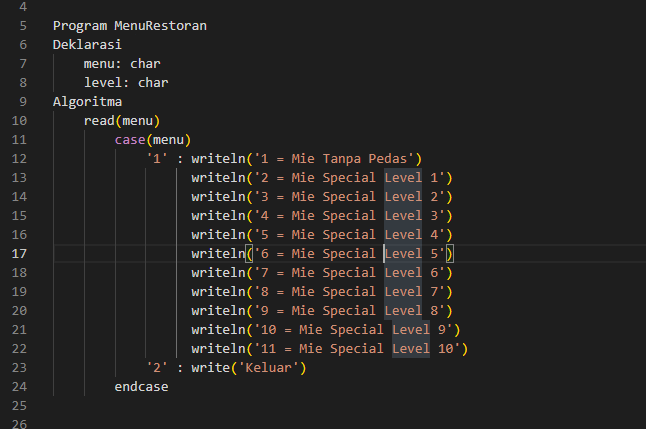 4
5 Program MenuRestoran
6 Deklarasi
7 menu: char
8 level: char
9 Algoritma
10 read(menu)
11 case(menu)
12 '1' : writeln('1 = Mie Tanpa Pedas')
13 writeln('2 = Mie Special Level 1')
14 writeln('3 = Mie Special Level 2')
15 writeln('4 = Mie Special Level 3')
16 writeln('5 = Mie Special Level 4')
17 writeln('6 = Mie Special Level 5')
18 writeln('7 = Mie Special Level 6')
19 writeln('8 = Mie Special Level 7')
20 writeln('9 = Mie Special Level 8')
21 writeln('10 = Mie Special Level 9')
22 writeln('11 = Mie Special Level 10')
23 '2' : write('Keluar')
24 endcase
25
26